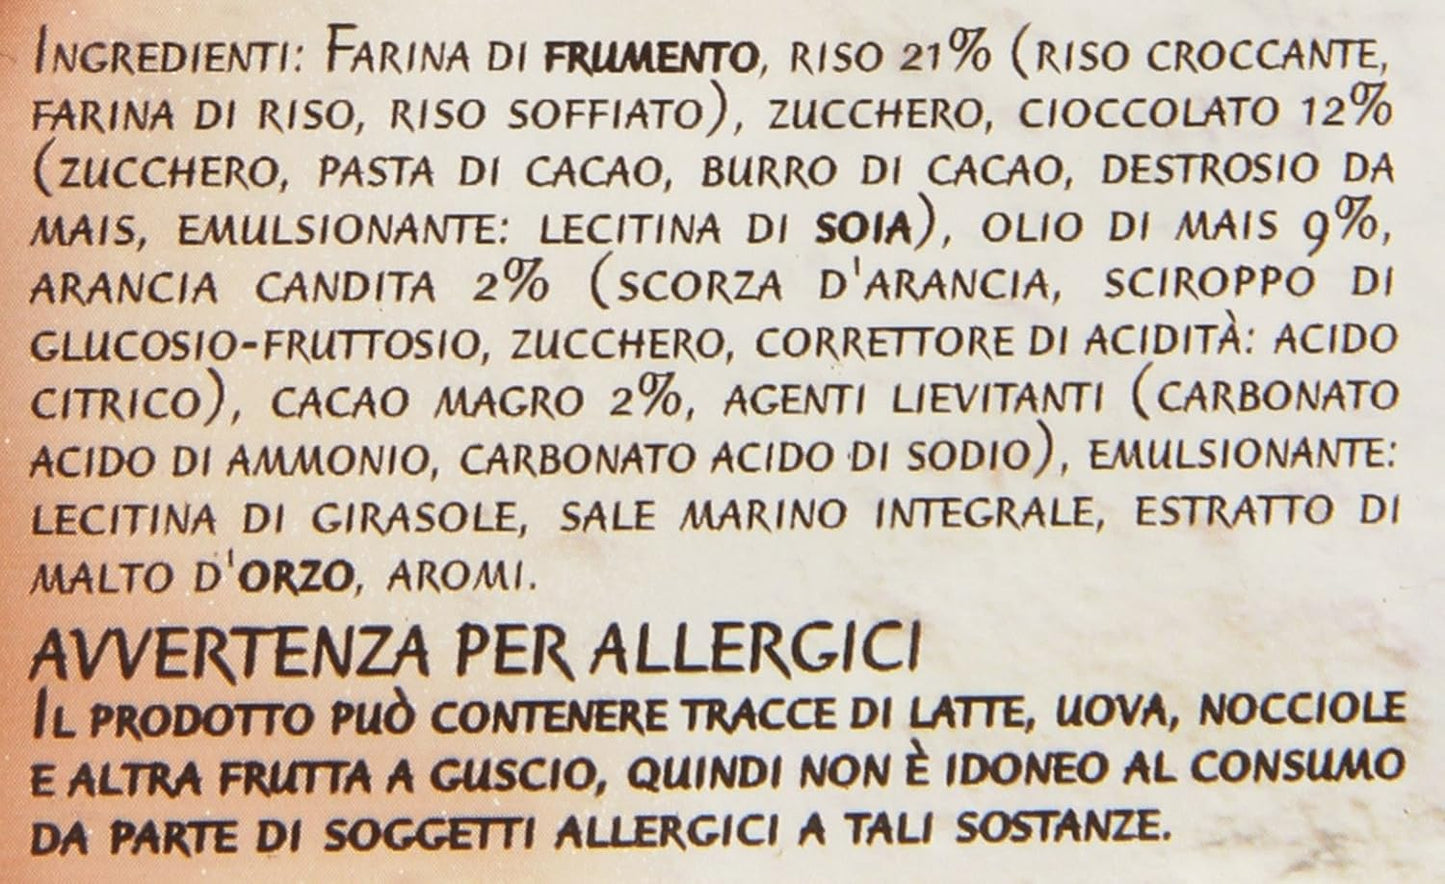 Ingredienti: Farina di frumento, riso 21% (riso croccante,
farina di riso, riso soffiato), zucchero, cioccolato 12%
(zucchero, pasta di cacao, burro di cacao, destrosio da
mais, emulsionante: lecitina di soia), olio di mais 9%,
arancia candita 2% (scorza d'arancia, sciroppo di
glucosio-fruttosio, zucchero, correttore di acidità: acido
citrico), cacao magro 2%, agenti lievitanti (carbonato
acido di ammonio, carbonato acido di sodio), emulsionante:
lecitina di girasole, sale marino integrale, estratto di
malto d'orzo, aromi.
AVVERTENZA PER ALLERGICI
Il prodotto può contenere tracce di latte, uova, nocciole
e altra frutta a guscio, quindi non è idoneo al consumo
da parte di soggetti allergici a tali sostanze.